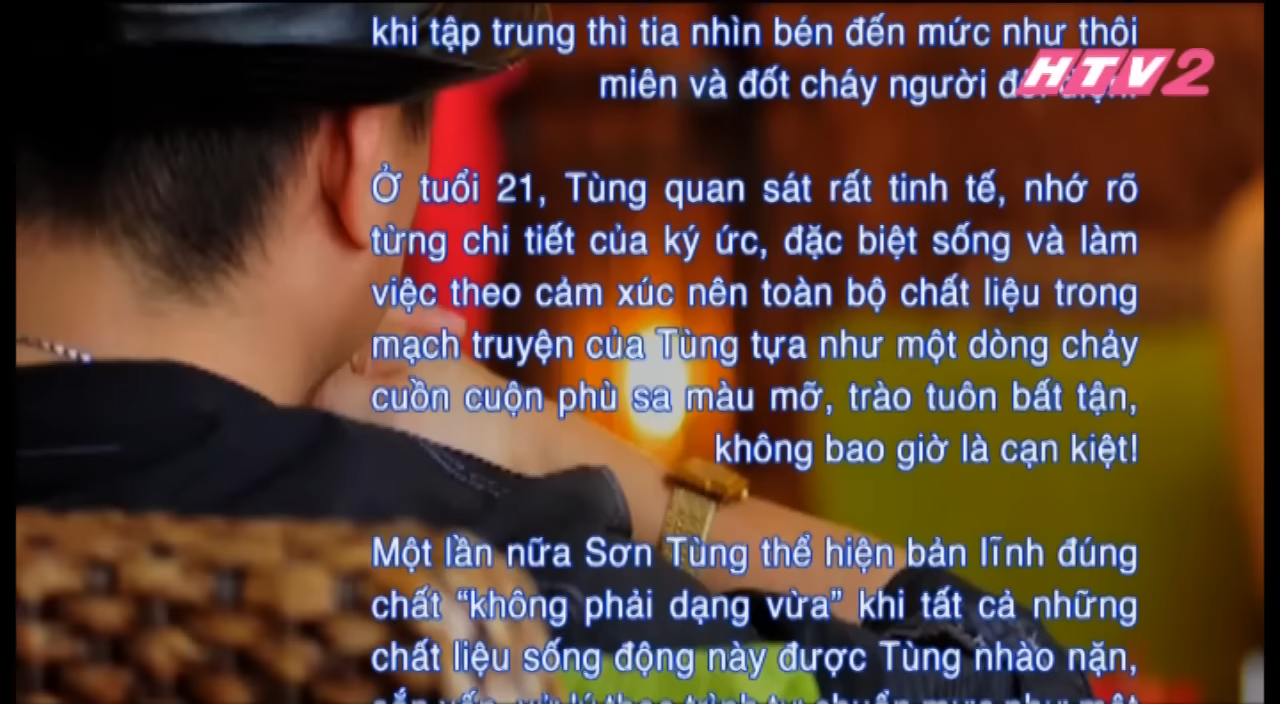 khi tập trung thì tia nhìn bén đến mức như thôi
miên và đốt cháy người
HTV2
Ở tuổi 21, Tùng quan sát rất tinh tế, nhớ rõ
từng chi tiết của ký ức, đặc biệt sống và làm
việc theo cảm xúc nên toàn bộ chất liệu trong
mạch truyện của Tùng tựa như một dòng chảy
cuồn cuộn phù sa màu mỡ, trào tuôn bất tận,
không bao giờ là cạn kiệt!
Một lần nữa Sơn Tùng thể hiện bản lĩnh đúng
chất “không phải dạng vừa” khi tất cả những
chất liệu sống động này được Tùng nhào nặn,